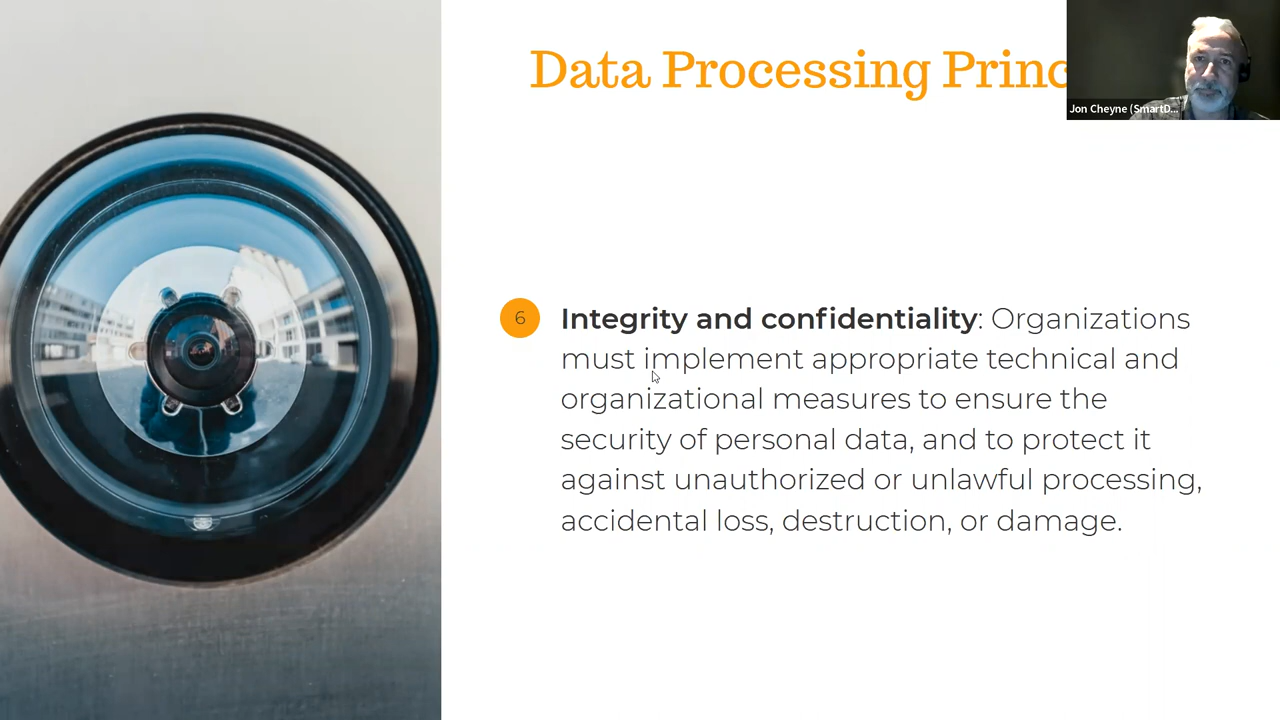 Data Processing Princ
Jon Cheyne (SmartD...
6
Integrity and confidentiality: Organizations
must implement appropriate technical and
organizational measures to ensure the
security of personal data, and to protect it
against unauthorized or unlawful processing,
accidental loss, destruction, or damage.